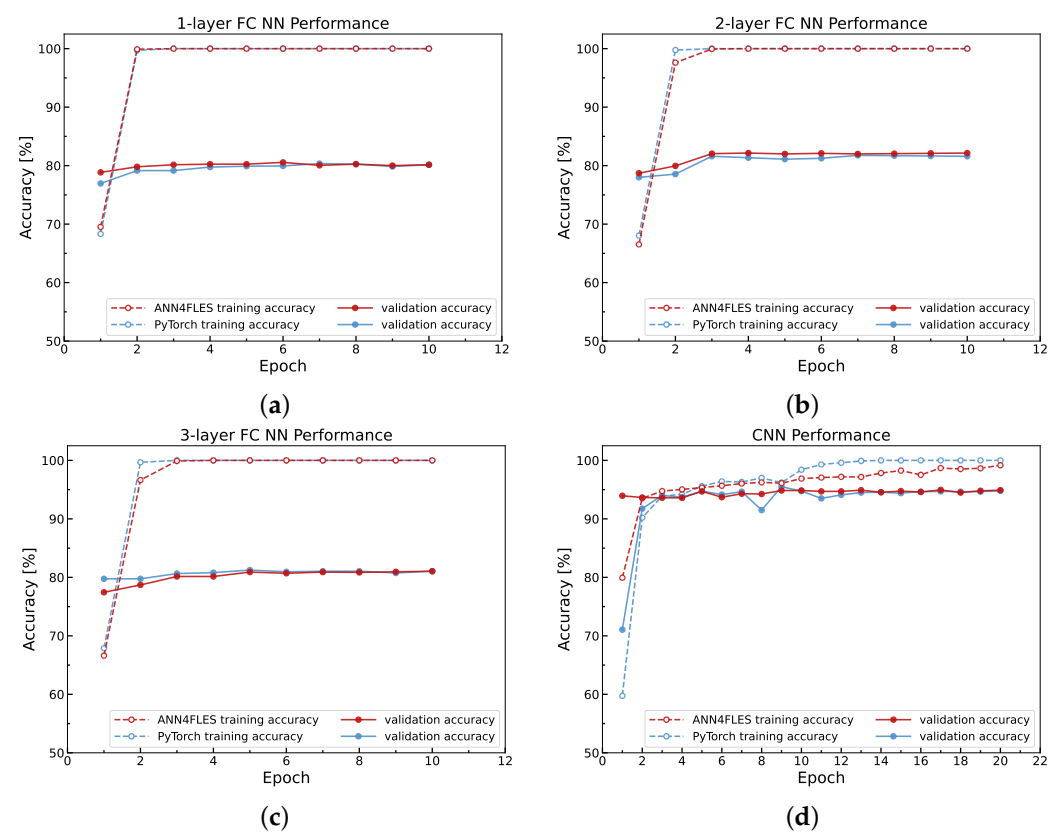 1-layer FC NN Performance
Accuracy [%]
100
90
80
70
60
50
0 2 4 6 8 10 12
Epoch
ANN4FLES training accuracy
PyTorch training accuracy
validation accuracy
validation accuracy
(a)
2-layer FC NN Performance
Accuracy [%]
100
90
80
70
60
50
0 2 4 6 8 10 12
Epoch
ANN4FLES training accuracy
PyTorch training accuracy
validation accuracy
validation accuracy
(b)
3-layer FC NN Performance
Accuracy [%]
100
90
80
70
60
50
0 2 4 6 8 10 12
Epoch
ANN4FLES training accuracy
PyTorch training accuracy
validation accuracy
validation accuracy
(c)
CNN Performance
Accuracy [%]
100
90
80
70
60
50
0 2 4 6 8 10 12 14 16 18 20 22
Epoch
ANN4FLES training accuracy
PyTorch training accuracy
validation accuracy
validation accuracy
(d)